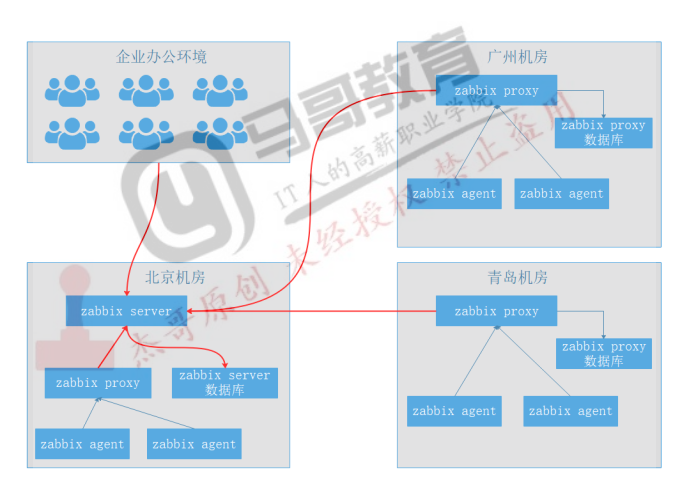 企业办公环境
广州机房
zabbix proxy
zabbix proxy
数据库
zabbix agent
zabbix agent
北京机房
zabbix server
zabbix proxy
zabbix server
数据库
zabbix agent
zabbix agent
青岛机房
zabbix proxy
zabbix proxy
数据库
zabbix agent
zabbix agent
马哥教育
IT人的高薪职业学院
杰哥原创 未经授权 禁止盗用